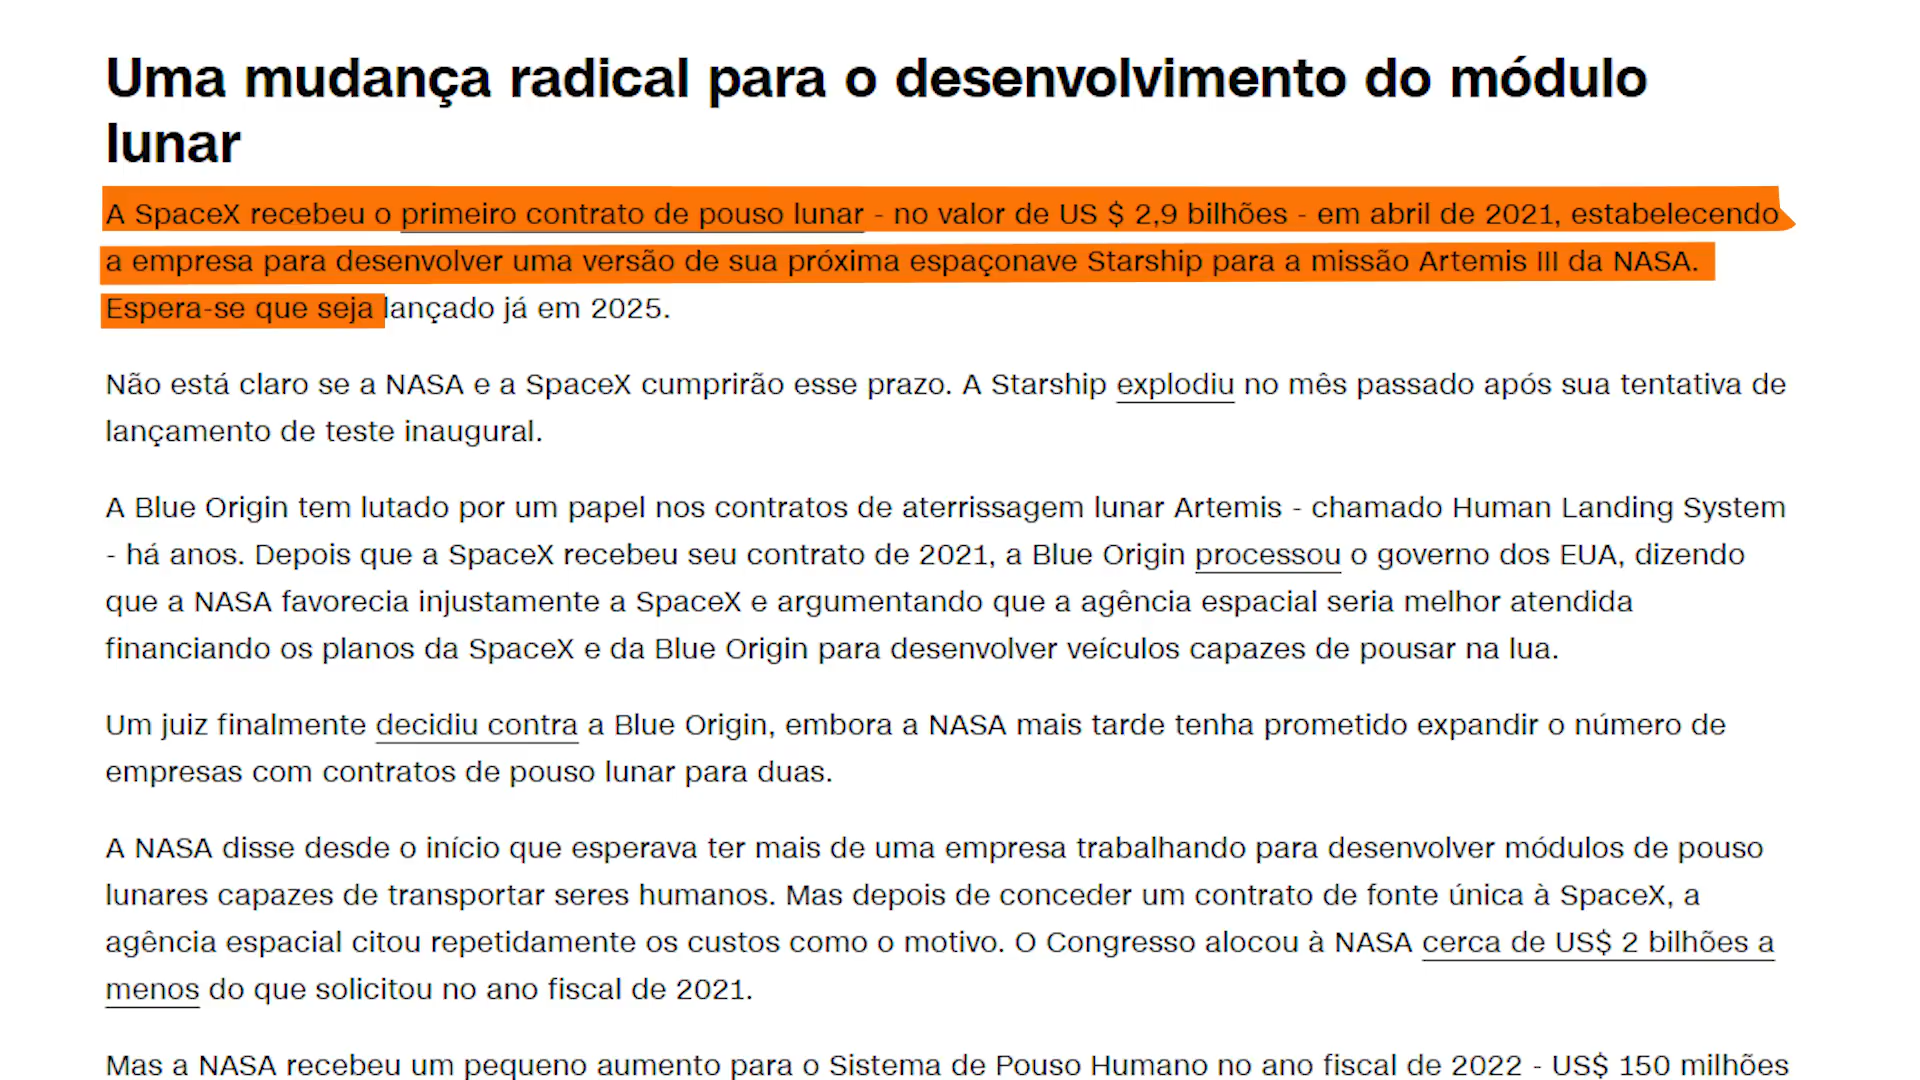 Uma mudança radical para o desenvolvimento do módulo
lunar
A SpaceX recebeu o primeiro contrato de pouso lunar - no valor de US $ 2,9 bilhões - em abril de 2021, estabelecendo
a empresa para desenvolver uma versão de sua próxima espaçonave Starship para a missão Artemis III da NASA.
Espera-se que seja lançado já em 2025.
Não está claro se a NASA e a SpaceX cumprirão esse prazo. A Starship explodiu no mês passado após sua tentativa de
lançamento de teste inaugural.
A Blue Origin tem lutado por um papel nos contratos de aterrissagem lunar Artemis - chamado Human Landing System
- há anos. Depois que a SpaceX recebeu seu contrato de 2021, a Blue Origin processou o governo dos EUA, dizendo
que a NASA favorecia injustamente a SpaceX e argumentando que a agência espacial seria melhor atendida
financiando os planos da SpaceX e da Blue Origin para desenvolver veículos capazes de pousar na lua.
Um juiz finalmente decidiu contra a Blue Origin, embora a NASA mais tarde tenha prometido expandir o número de
empresas com contratos de pouso lunar para duas.
A NASA disse desde o início que esperava ter mais de uma empresa trabalhando para desenvolver módulos de pouso
lunares capazes de transportar seres humanos. Mas depois de conceder um contrato de fonte única à SpaceX, a
agência espacial citou repetidamente os custos como o motivo. O Congresso alocou à NASA cerca de US$ 2 bilhões a
menos do que solicitou no ano fiscal de 2021.
Mas a NASA recebeu um pequeno aumento para o Sistema de Pouso Humano no ano fiscal de 2022 - US$ 150 milhões